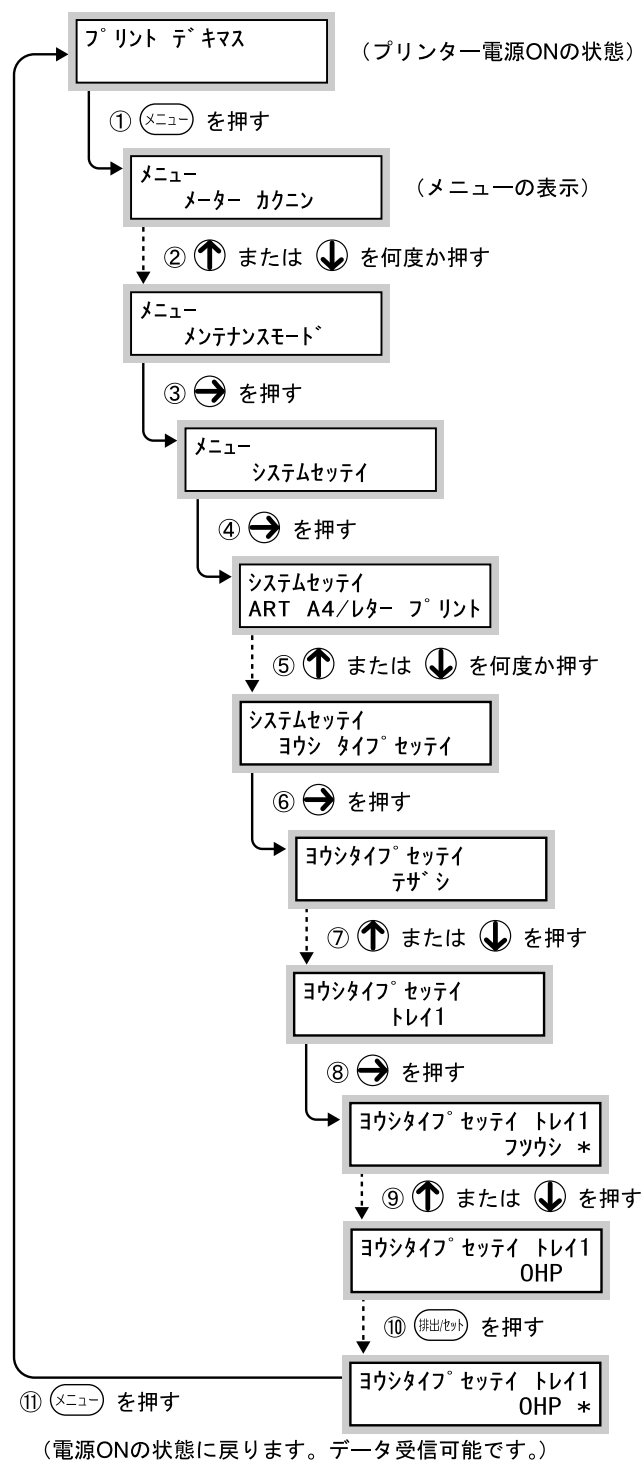 プリント デキマス
(プリンター電源ONの状態)
① メニュー を押す
メニュー
メーター カクニン
(メニューの表示)
② ↑ または ↓ を何度か押す
メニュー
メンテナンスモード
③ → を押す
メニュー
システムセッテイ
④ → を押す
システムセッテイ
ART A4/レター プリント
⑤ ↑ または ↓ を何度か押す
システムセッテイ
ヨウシ タイプセッテイ
⑥ → を押す
ヨウシタイプセッテイ
テザシ
⑦ ↑ または ↓ を押す
ヨウシタイプセッテイ
トレイ1
⑧ → を押す
ヨウシタイプセッテイ トレイ1
フツウシ *
⑨ ↑ または ↓ を押す
ヨウシタイプセッテイ トレイ1
OHP
⑩ 排出/セット を押す
ヨウシタイプセッテイ トレイ1
OHP *
⑪ メニュー を押す
(電源ONの状態に戻ります。データ受信可能です。)